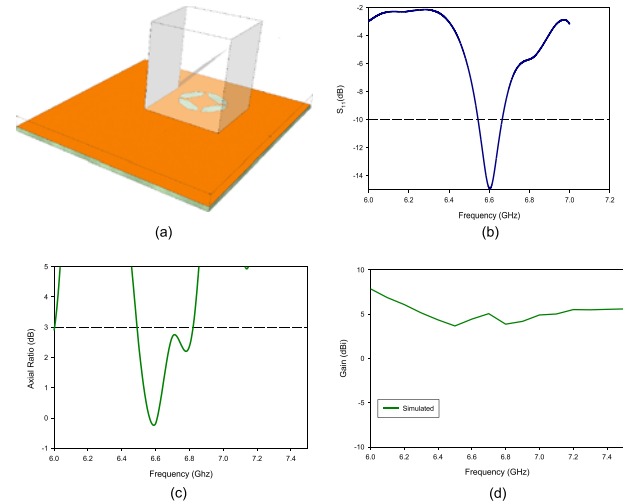 -2
-4
-6
-8
-10
-12
-14
S11(dB)
6.0 6.2 6.4 6.6 6.8 7.0 7.2
Frequency (GHz)
(a)
(b)
5
4
3
2
1
0
-1
Axial Ratio (dB)
6.0 6.2 6.4 6.6 6.8 7.0 7.2 7.4
Frequency (Ghz)
(c)
10
5
0
-5
-10
Gain (dBi)
Simulated
6.0 6.2 6.4 6.6 6.8 7.0 7.2 7.4
Frequency (GHz)
(d)